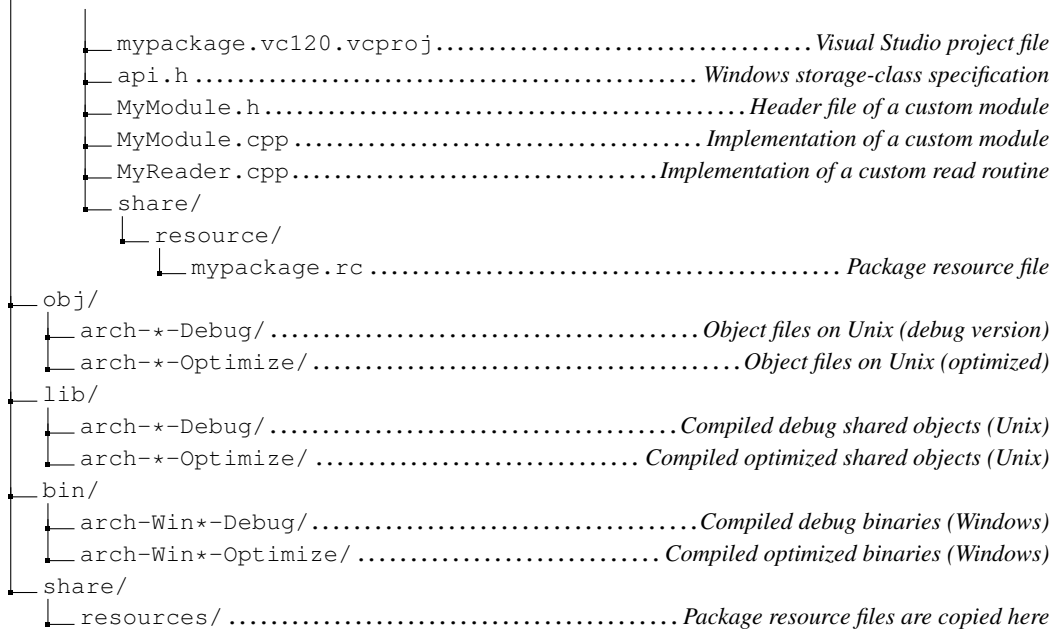 mypackage.vc120.vcproj Visual Studio project file
api.h Windows storage-class specification
MyModule.h Header file of a custom module
MyModule.cpp Implementation of a custom module
MyReader.cpp Implementation of a custom read routine
share/
resource/
mypackage.rc Package resource file
obj/
arch-*-Debug/ Object files on Unix (debug version)
arch-*-Optimize/ Object files on Unix (optimized)
lib/
arch-*-Debug/ Compiled debug shared objects (Unix)
arch-*-Optimize/ Compiled optimized shared objects (Unix)
bin/
arch-Win*-Debug/ Compiled debug binaries (Windows)
arch-Win*-Optimize/ Compiled optimized binaries (Windows)
share/
resources/ Package resource files are copied here